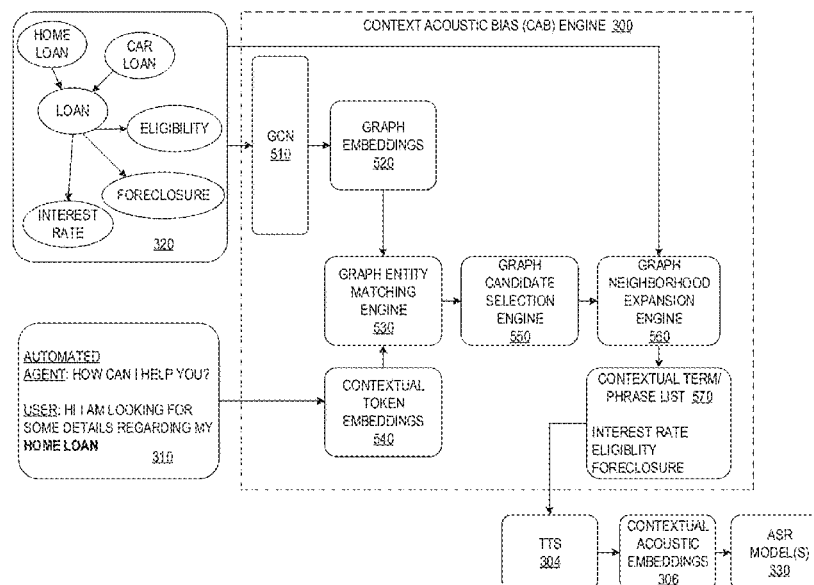 CONTEXT ACOUSTIC BIAS (CAB) ENGINE 300
HOME
LOAN
CAR
LOAN
LOAN
ELIGIBILITY
FORECLOSURE
INTEREST
RATE
320
GCN
510
GRAPH
EMBEDDINGS
520
GRAPH ENTITY
MATCHING
ENGINE
530
GRAPH
CANDIDATE
SELECTION
ENGINE
550
GRAPH
NEIGHBORHOOD
EXPANSION
ENGINE
560
AUTOMATED
AGENT: HOW CAN I HELP YOU?
USER: HI I AM LOOKING FOR
SOME DETAILS REGARDING MY
HOME LOAN
310
CONTEXTUAL
TOKEN
EMBEDDINGS
540
CONTEXTUAL TERM/
PHRASE LIST 570
INTEREST RATE
ELIGIBLITY
FORECLOSURE
TTS
304
CONTEXTUAL
ACOUSTIC
EMBEDDINGS
306
ASR
MODEL(S)
330